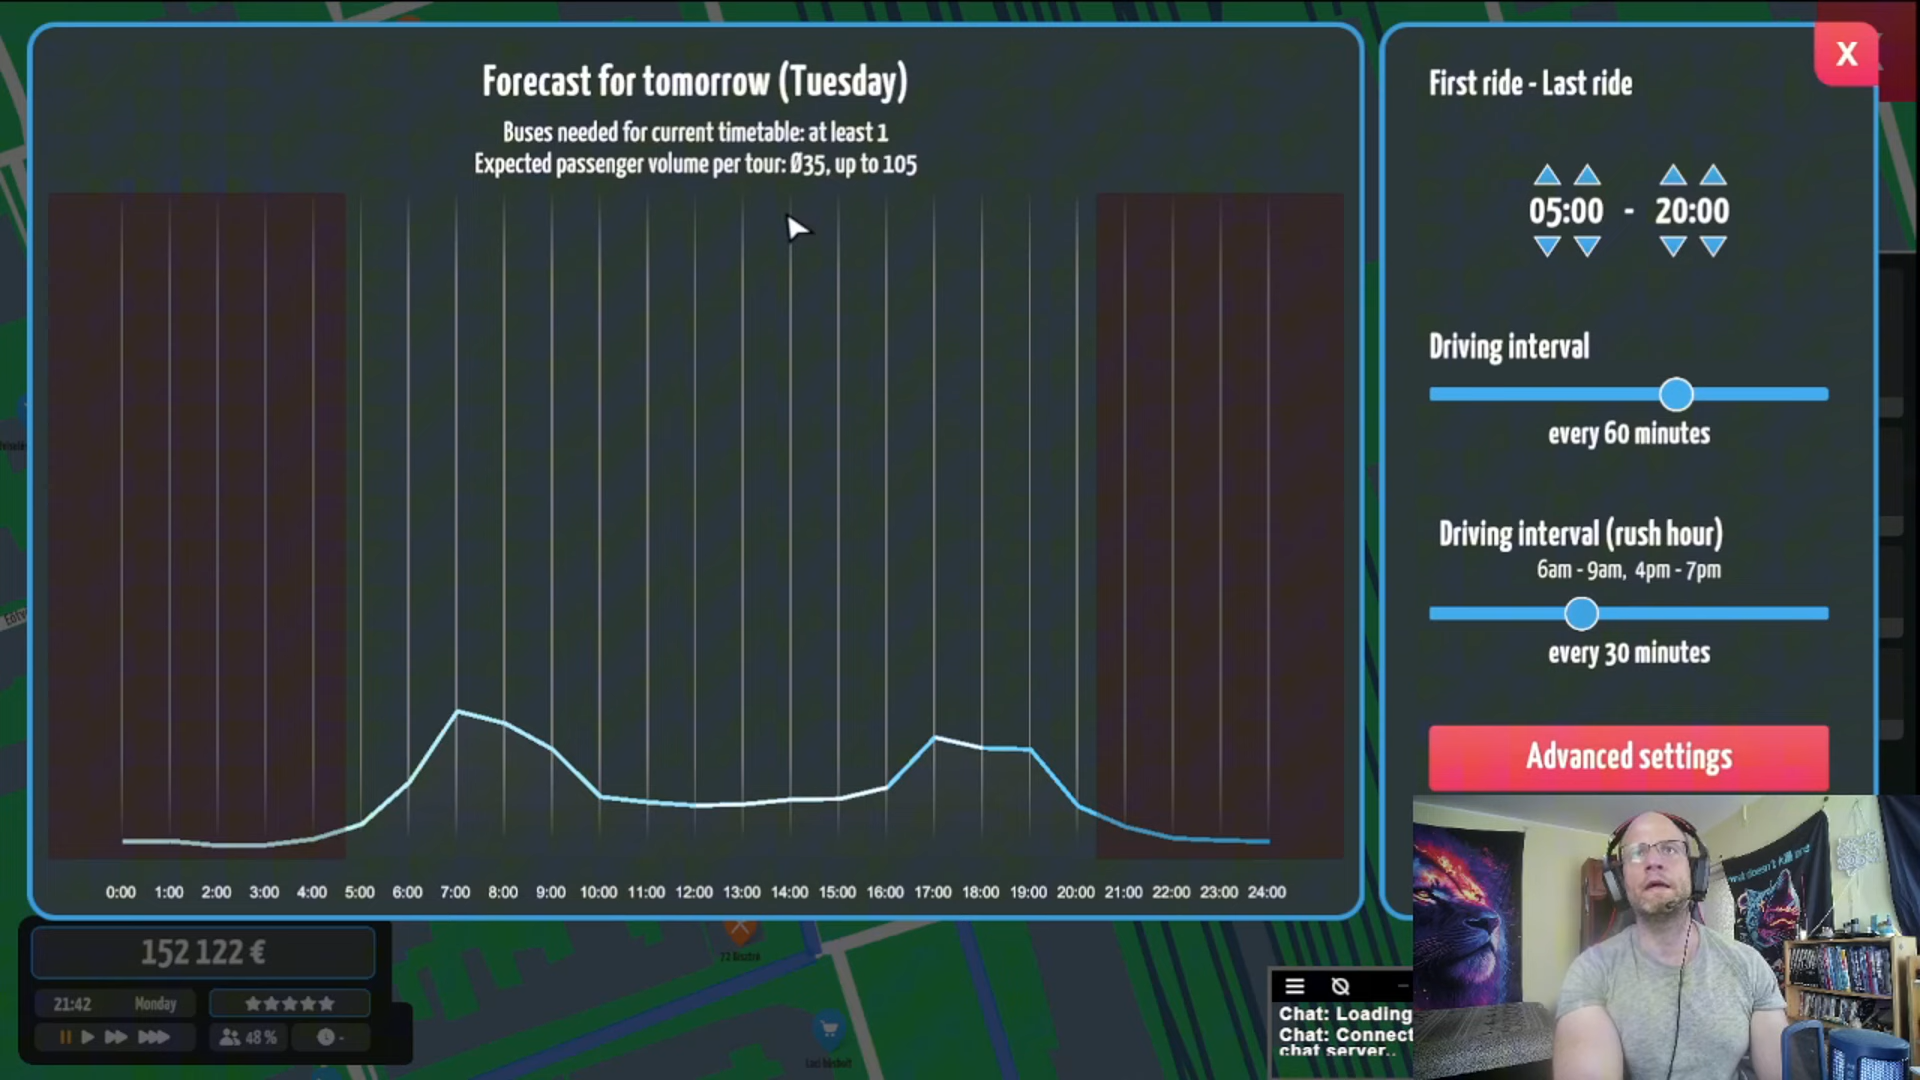 Forecast for tomorrow (Tuesday)
Buses needed for current timetable: at least 1
Expected passenger volume per tour: Ø35, up to 105
0:00 1:00 2:00 3:00 4:00 5:00 6:00 7:00 8:00 9:00 10:00 11:00 12:00 13:00 14:00 15:00 16:00 17:00 18:00 19:00 20:00 21:00 22:00 23:00 24:00
X
First ride - Last ride
05:00 - 20:00
Driving interval
every 60 minutes
Driving interval (rush hour)
6am - 9am, 4pm - 7pm
every 30 minutes
Advanced settings
152 122 €
21:42 Monday
48 %
-
Chat: Loading
Chat: Connect
chat server..